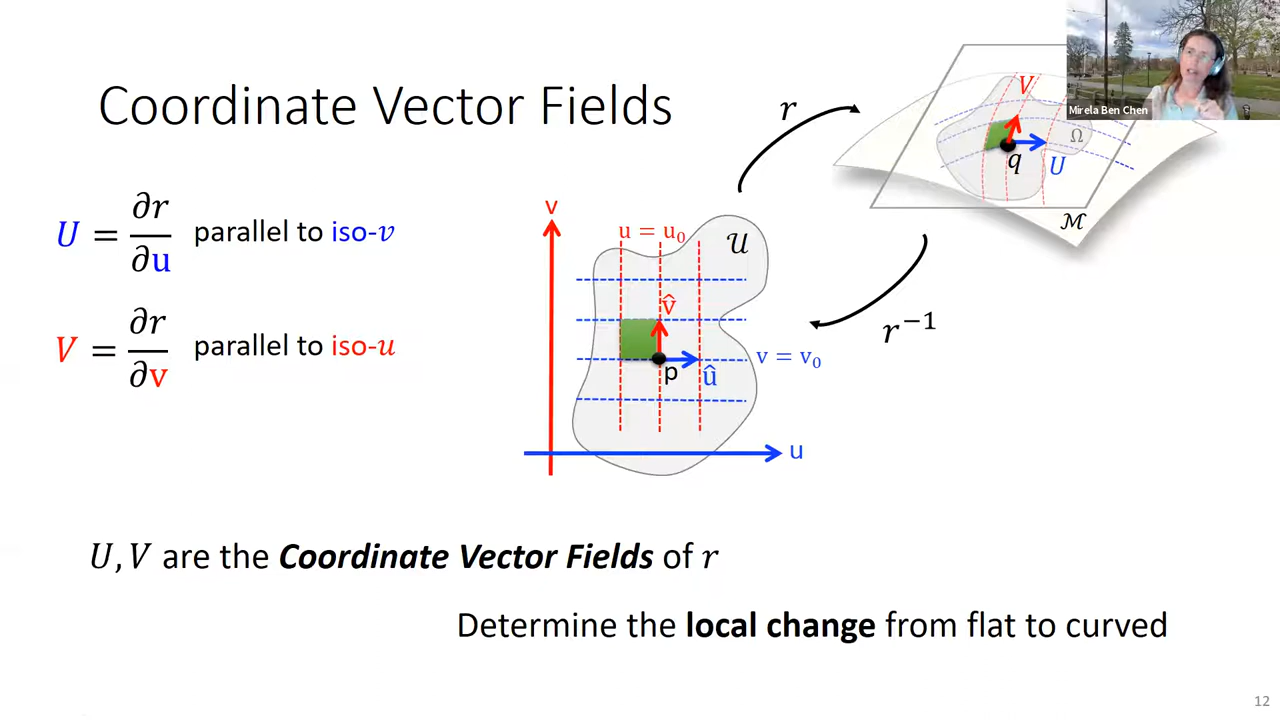 Coordinate Vector Fields
Mirela Ben Chen
U = ∂r/∂u parallel to iso-v
V = ∂r/∂v parallel to iso-u
r
V
Ω
q
U
ℳ
r⁻¹
v
u = u₀
𝒰
v̂
v = v₀
p
û
u
U, V are the Coordinate Vector Fields of r
Determine the local change from flat to curved
12